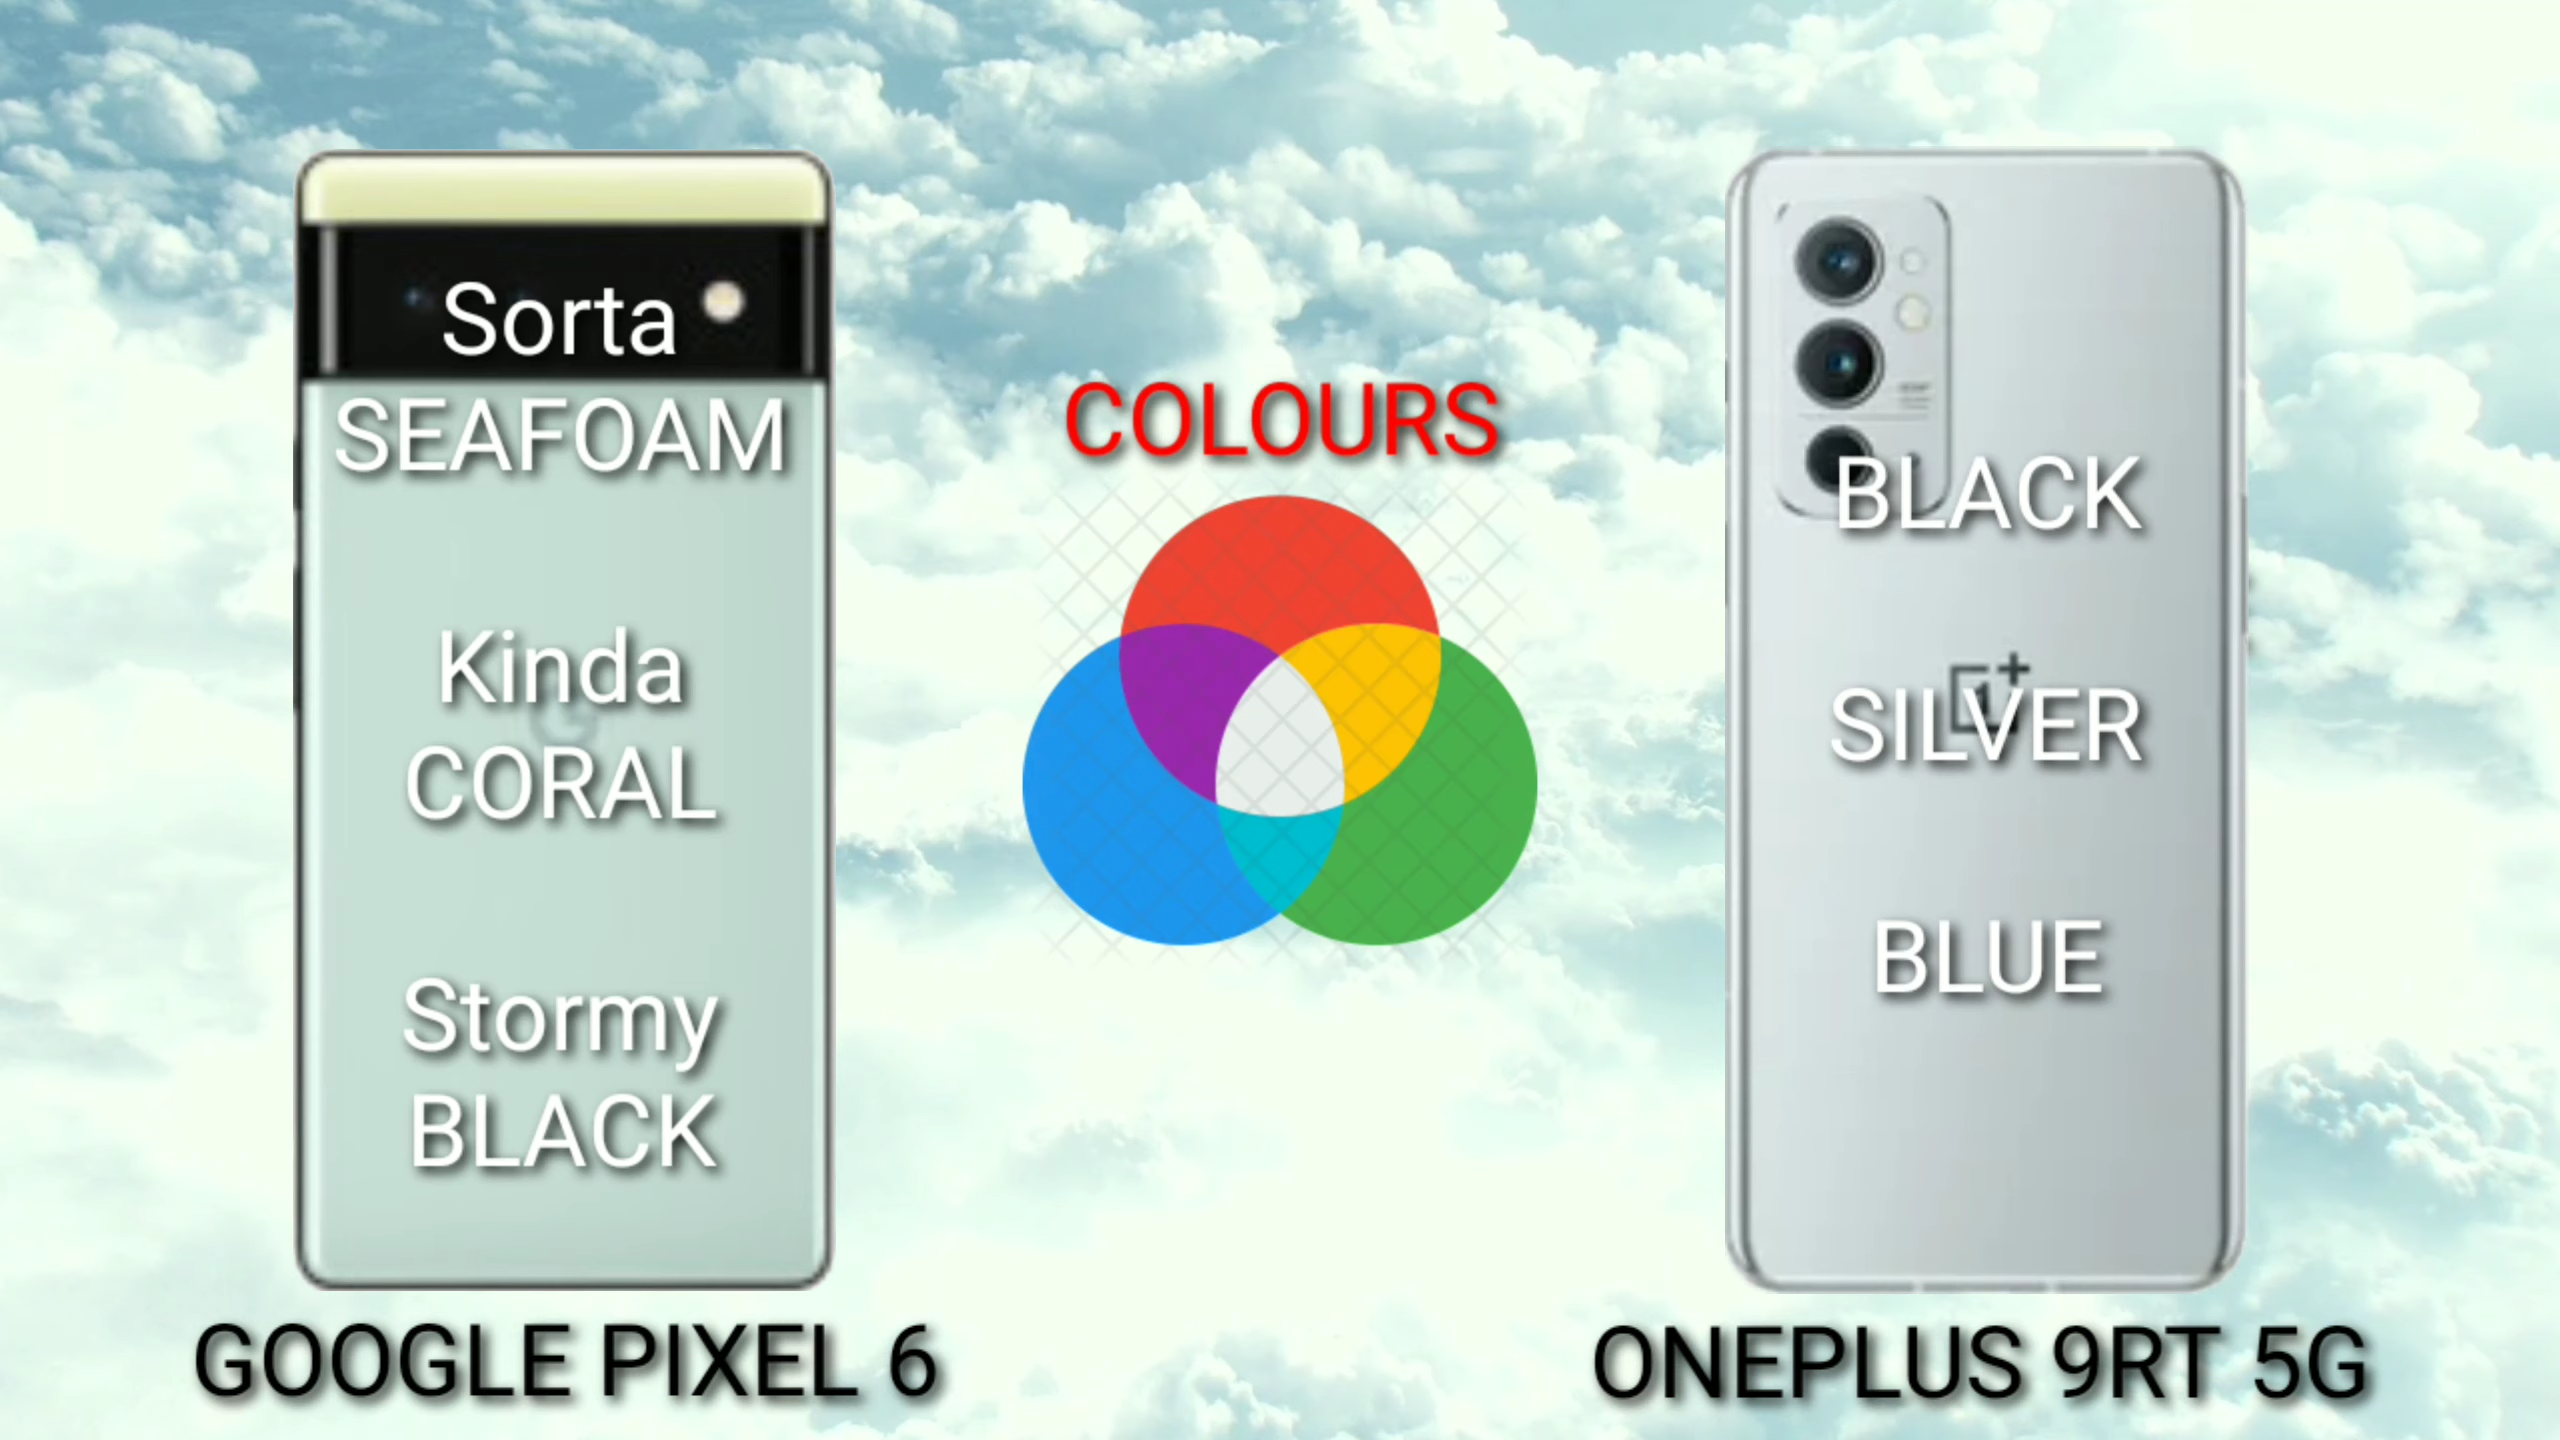 Sorta
SEAFOAM
Kinda
CORAL
Stormy
BLACK
GOOGLE PIXEL 6
COLOURS
BLACK
SILVER
BLUE
ONEPLUS 9RT 5G